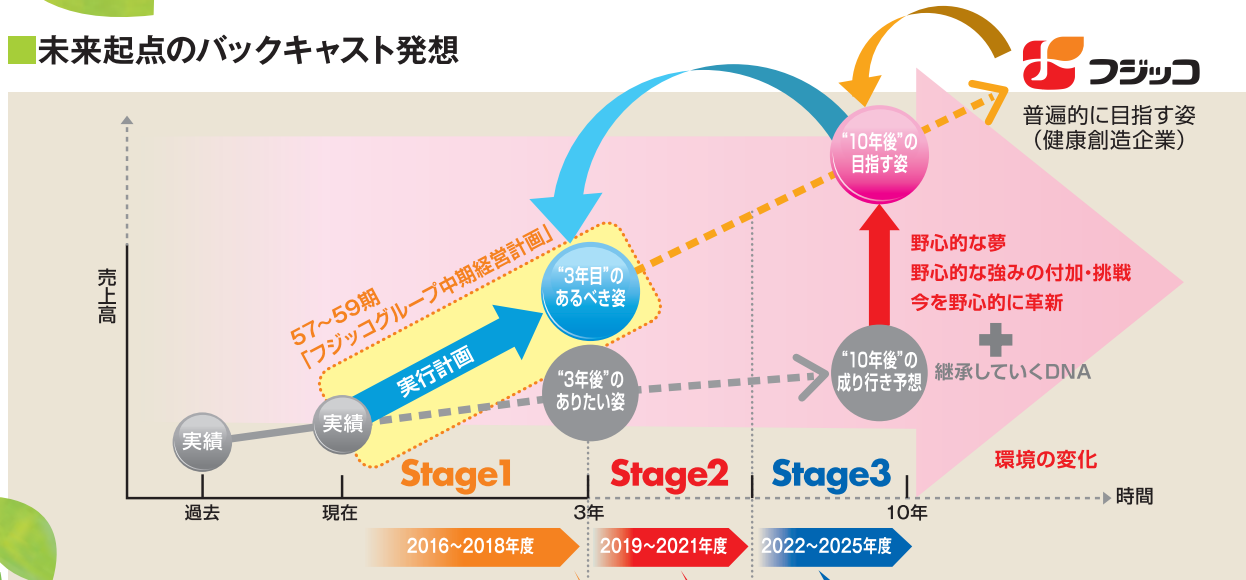 ■未来起点のバックキャスト発想
フジッコ
普遍的に目指す姿
（健康創造企業）
“10年後”の
目指す姿
野心的な夢
野心的な強みの付加・挑戦
今を野心的に革新
継承していくDNA
“10年後”の
成り行き予想
57〜59期
「フジッコグループ中期経営計画」
“3年目”の
あるべき姿
実行計画
“3年後”の
ありたい姿
実績
実績
売上高
環境の変化
Stage1
Stage2
Stage3
過去
現在
3年
10年
時間
2016〜2018年度
2019〜2021年度
2022〜2025年度